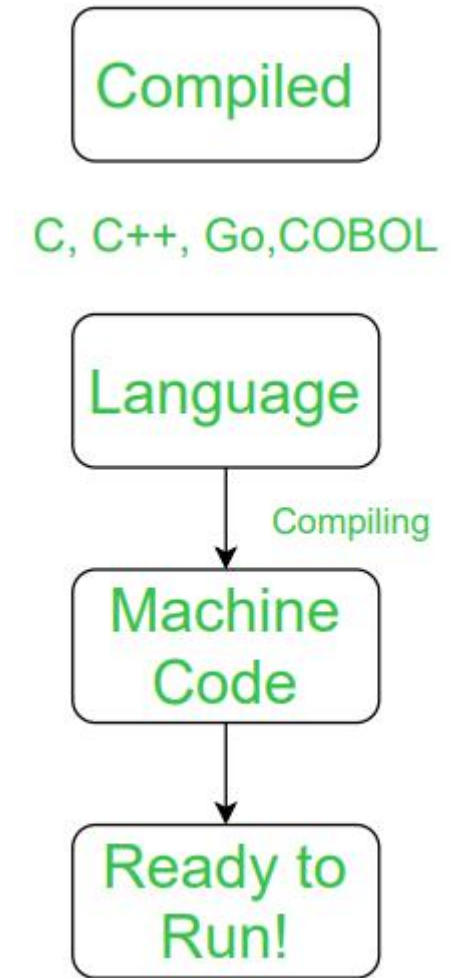 Compiled
C, C++, Go,COBOL
Language
Compiling
Machine
Code
Ready to
Run!